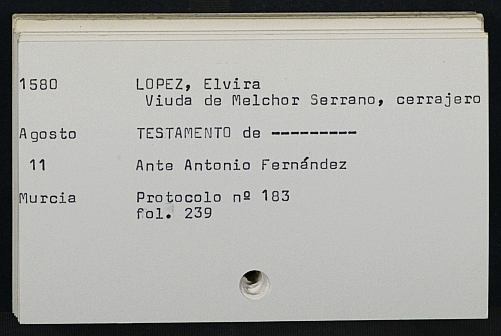 1580 LOPEZ, Elvira
Viuda de Melchor Serrano, cerrajero
Agosto TESTAMENTO de ---------
11 Ante Antonio Fernández
Murcia Protocolo nº 183
fol. 239